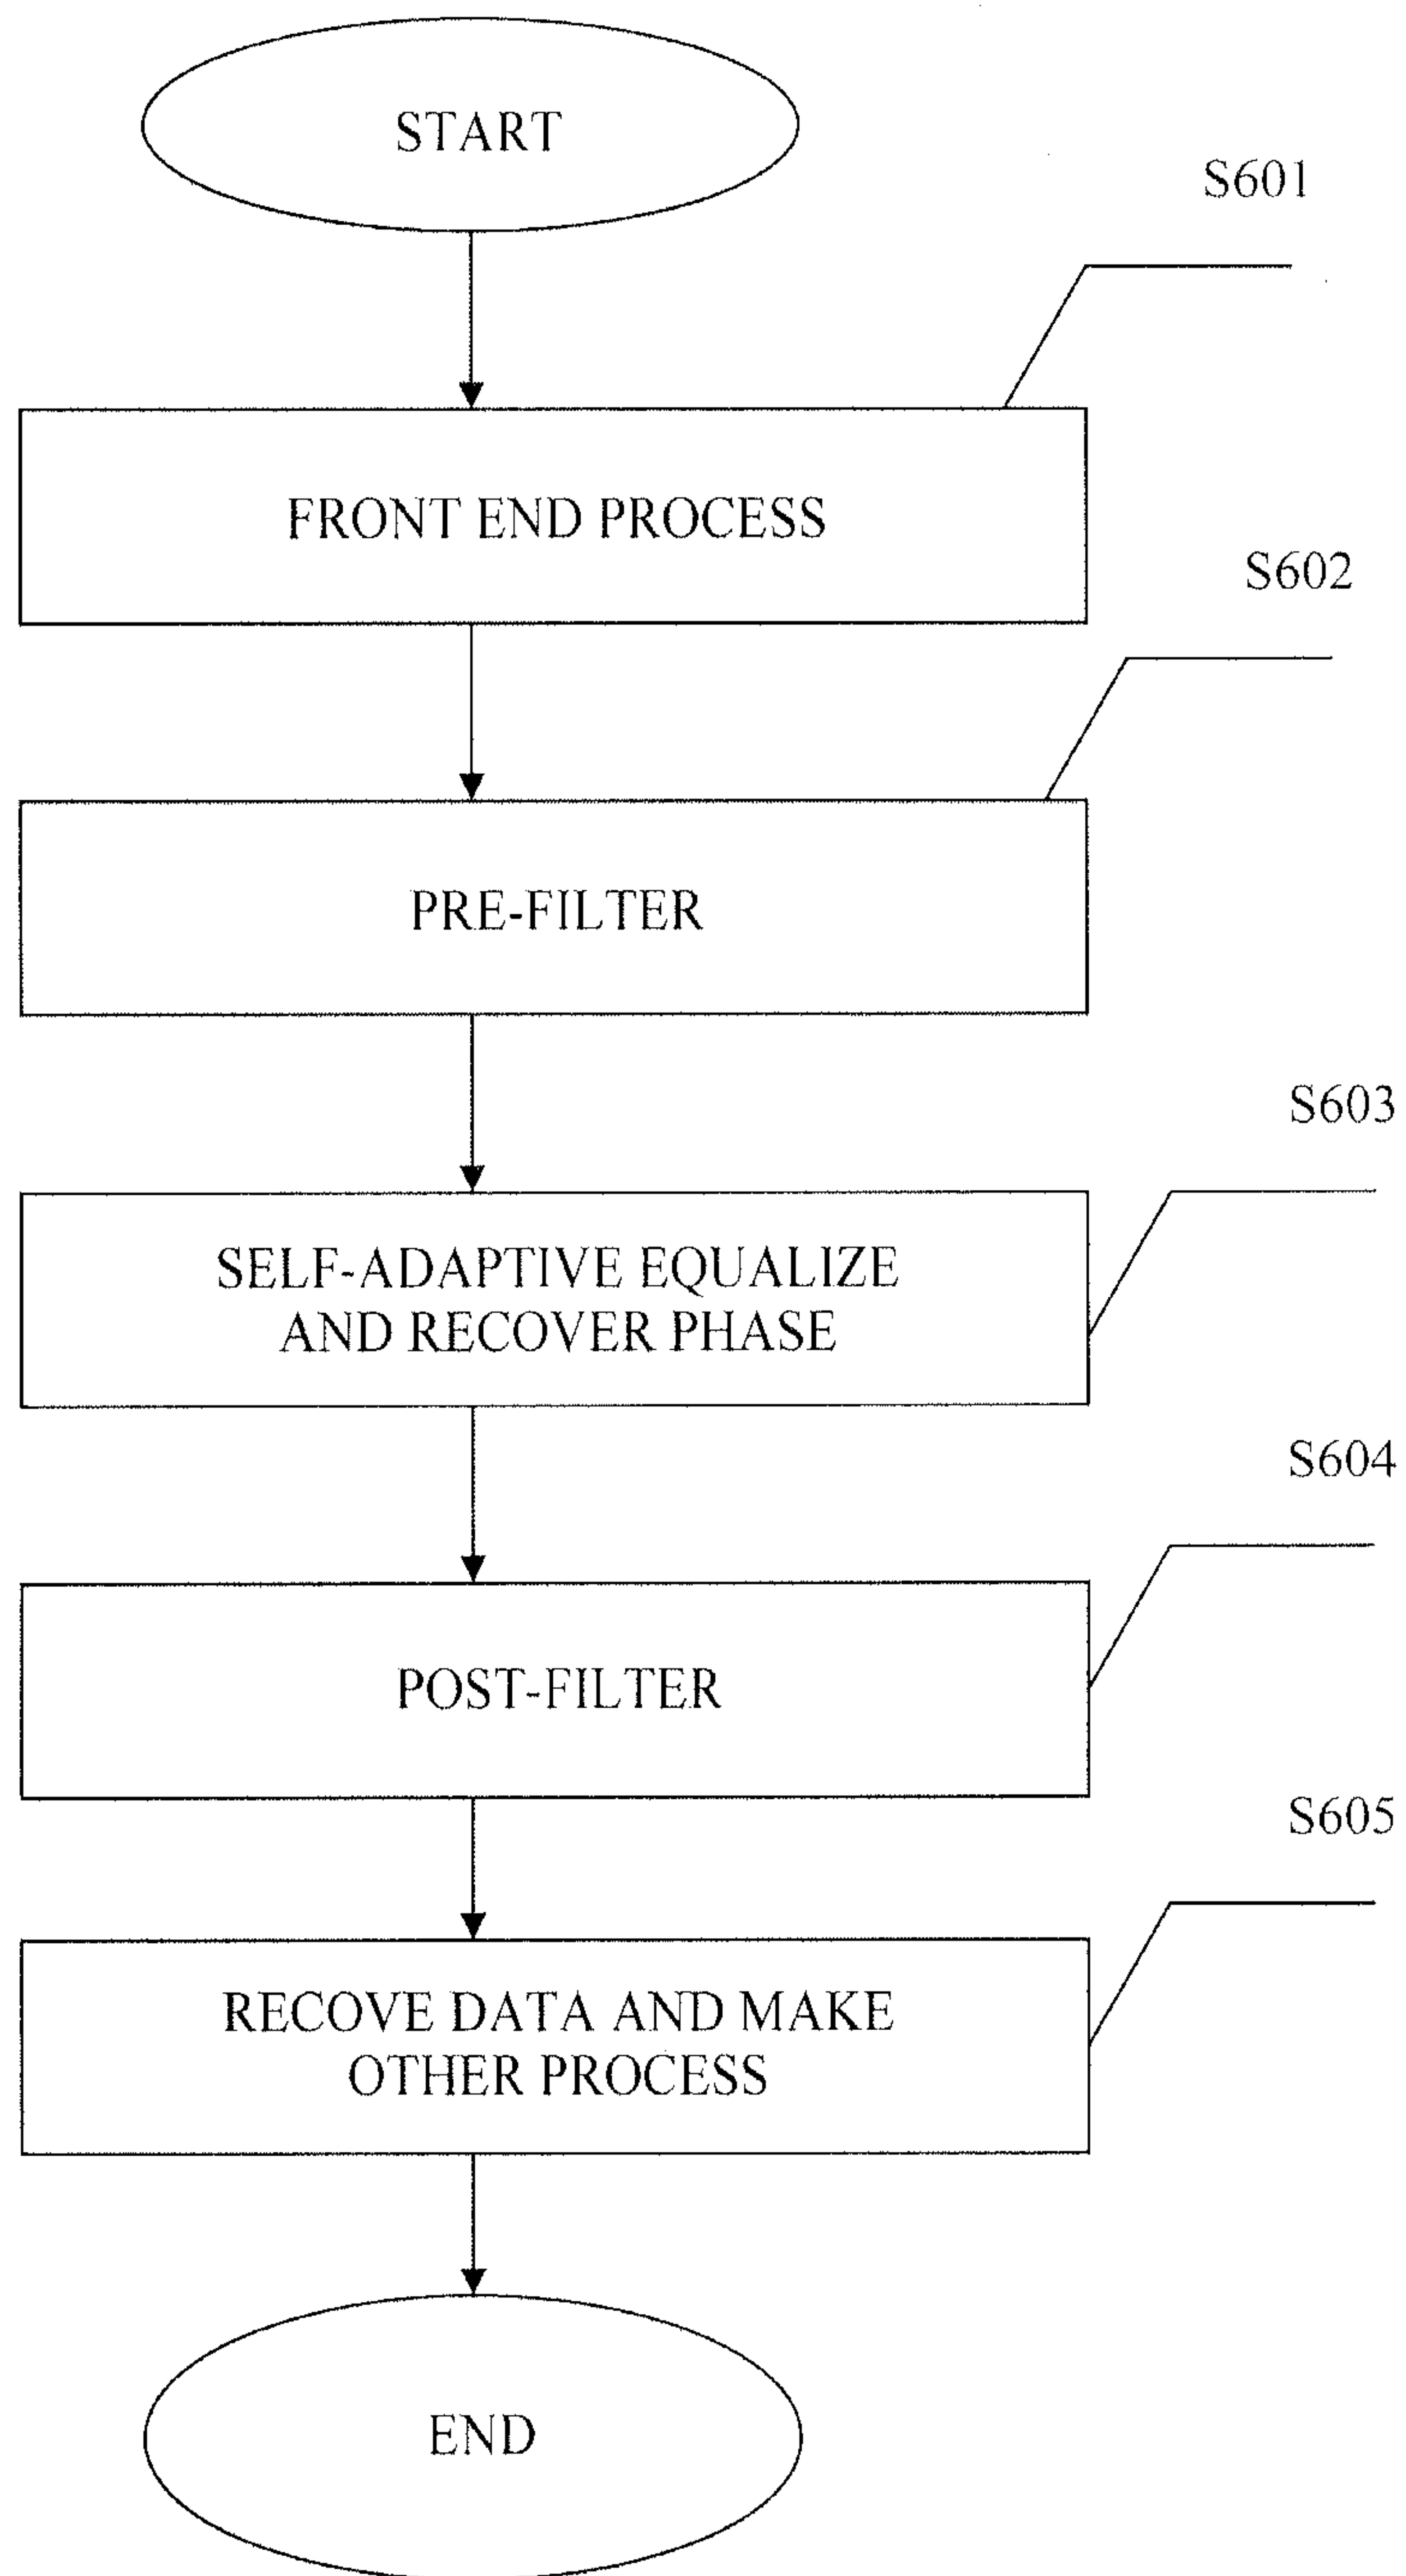 START
S601
FRONT END PROCESS
S602
PRE-FILTER
S603
SELF-ADAPTIVE EQUALIZE
AND RECOVER PHASE
S604
POST-FILTER
S605
RECOVE DATA AND MAKE
OTHER PROCESS
END